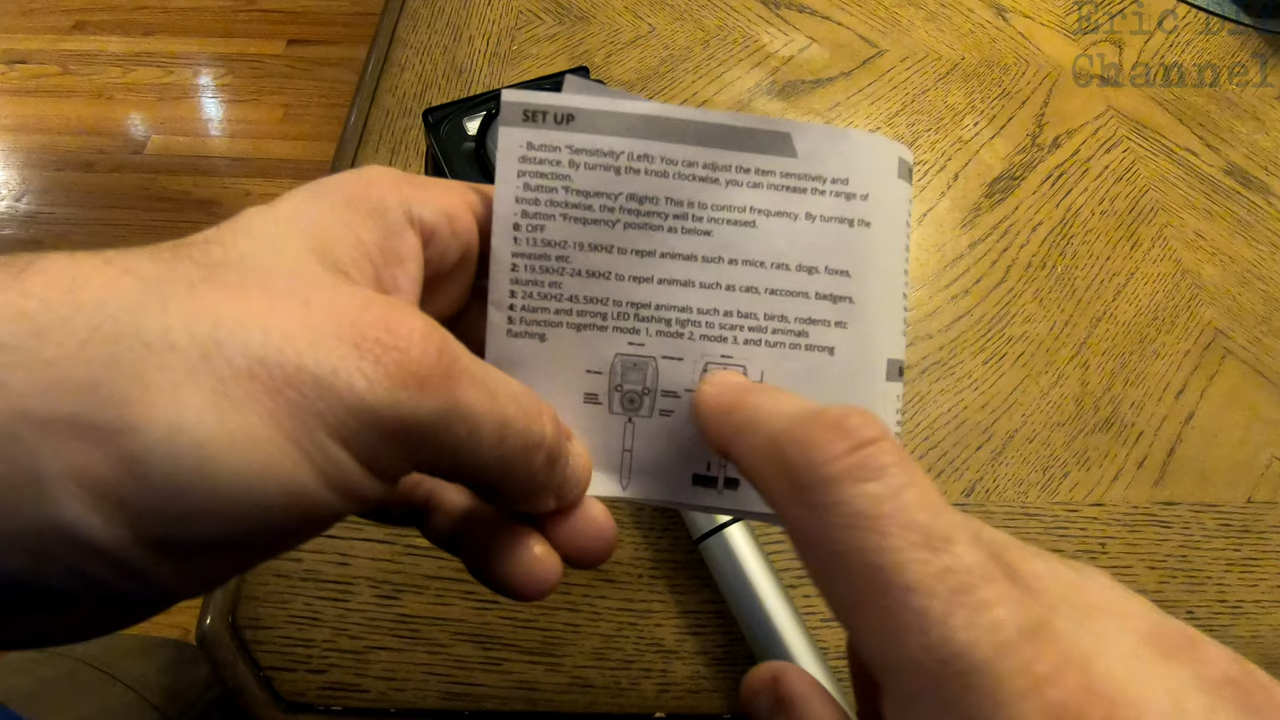 Eric
Channel
SET UP
- Button "Sensitivity" (Left): You can adjust the item sensitivity and
distance. By turning the knob clockwise, you can increase the range of
protection.
- Button "Frequency" (Right): This is to control frequency. By turning the
knob clockwise, the frequency will be increased.
- Button "Frequency" position as below:
0: OFF
1: 13.5KHZ-19.5KHZ to repel animals such as mice, rats, dogs, foxes,
weasels etc.
2: 19.5KHZ-24.5KHZ to repel animals such as cats, raccoons, badgers,
skunks etc
3: 24.5KHZ-45.5KHZ to repel animals such as bats, birds, rodents etc
4: Alarm and strong LED flashing lights to scare wild animals
5: Function together mode 1, mode 2, mode 3, and turn on strong
flashing.